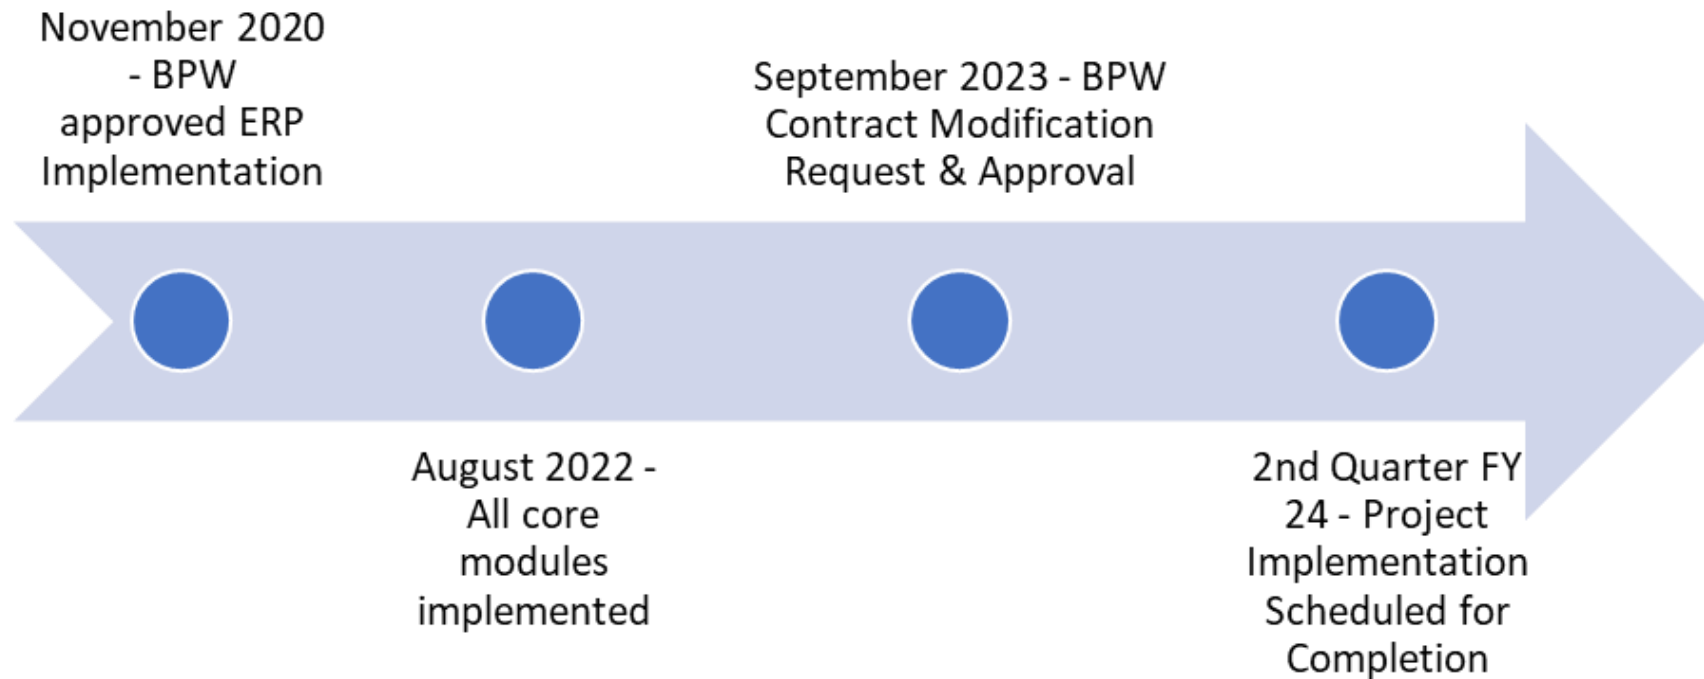 November 2020
- BPW
approved ERP
Implementation
August 2022 -
All core
modules
implemented
September 2023 - BPW
Contract Modification
Request & Approval
2nd Quarter FY
24 - Project
Implementation
Scheduled for
Completion